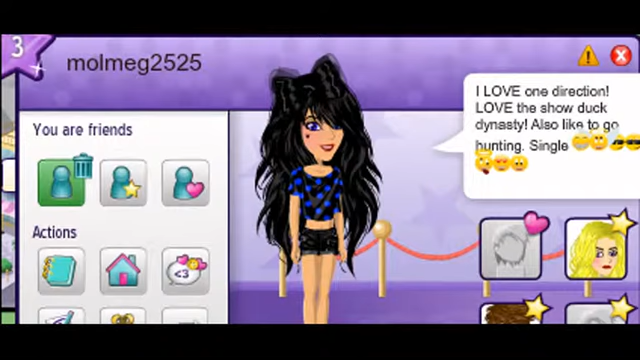 3
molmeg2525
I LOVE one direction!
LOVE the show duck
dynasty! Also like to go
hunting. Single
You are friends
Actions
<3